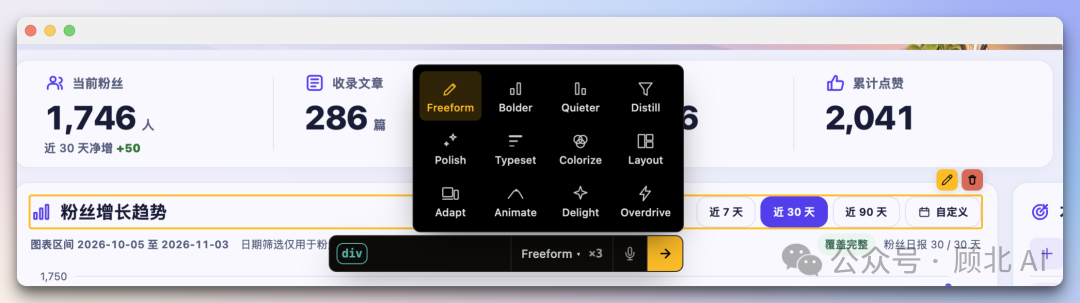 当前粉丝
1,746 人
近 30 天净增 +50
收录文章
286 篇
6
累计点赞
2,041
Freeform
Bolder
Quieter
Distill
Polish
Typeset
Colorize
Layout
Adapt
Animate
Delight
Overdrive
粉丝增长趋势
近 7 天
近 30 天
近 90 天
自定义
图表区间 2026-10-05 至 2026-11-03
日期筛选仅用于粉
div
Freeform ×3
覆盖完整
粉丝日报 30 / 30 天
1,750
公众号 · 顾北 AI